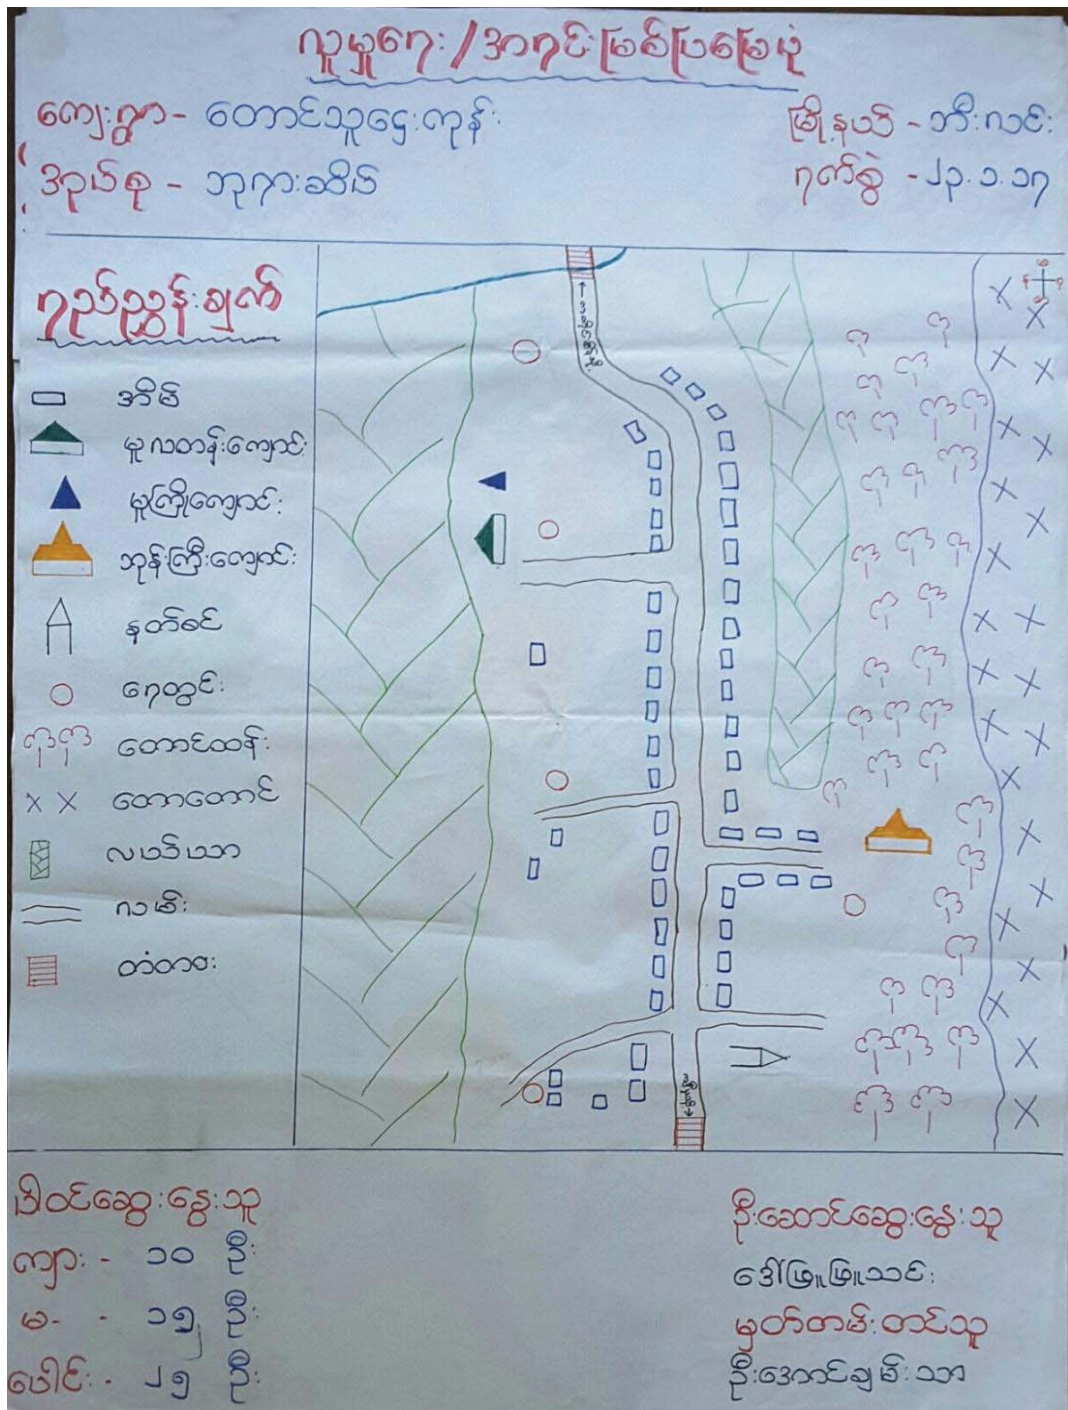 လူမှုရေး/အရင်းမြစ်ပြမြေပုံ
ကျေးရွာ - တောင်သူဌေးကုန်း
မြို့နယ် - ဘီးလင်း
အုပ်စု - ဘုရားဆိပ်
ရက်စွဲ - ၂၃.၁.၁၇
ရည်ညွှန်းချက်
အိမ်
မူလတန်းကျောင်း
မူကြိုကျောင်း
ဘုန်းကြီးကျောင်း
နတ်စင်
ရေတွင်း
တောင်ထန်း
တောတောင်
လယ်ယာ
လမ်း
တံတား
ပါဝင်ဆွေးနွေးသူ
ကျား - ၁၀ ဦး
မ - ၁၅ ဦး
ပေါင်း - ၂၅ ဦး
ဦးဆောင်ဆွေးနွေးသူ
ဒေါ်ဖြူဖြူသင်း
မှတ်တမ်းတင်သူ
ဦးအောင်ချမ်းသာ